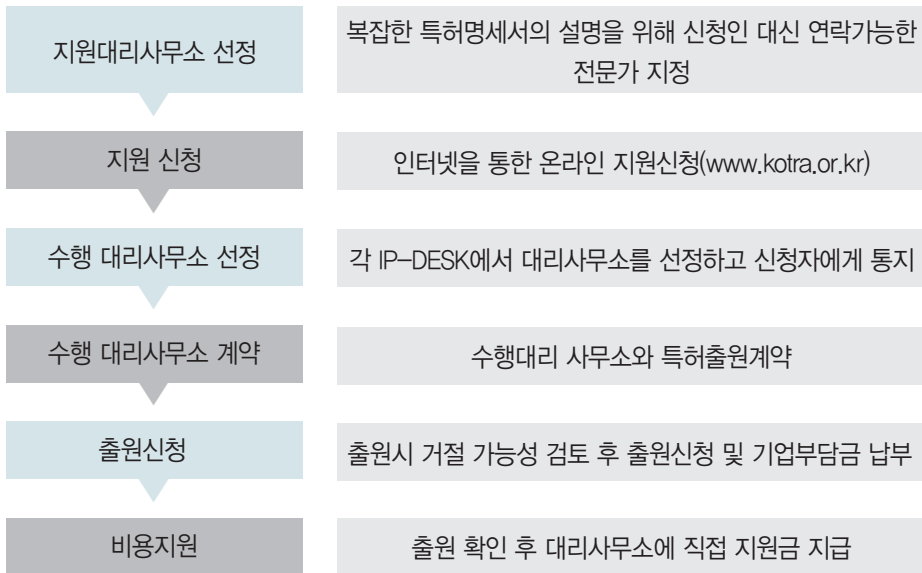 지원대리사무소 선정
복잡한 특허명세서의 설명을 위해 신청인 대신 연락가능한
전문가 지정
지원 신청
인터넷을 통한 온라인 지원신청(www.kotra.or.kr)
수행 대리사무소 선정
각 IP-DESK에서 대리사무소를 선정하고 신청자에게 통지
수행 대리사무소 계약
수행대리 사무소와 특허출원계약
출원신청
출원시 거절 가능성 검토 후 출원신청 및 기업부담금 납부
비용지원
출원 확인 후 대리사무소에 직접 지원금 지급